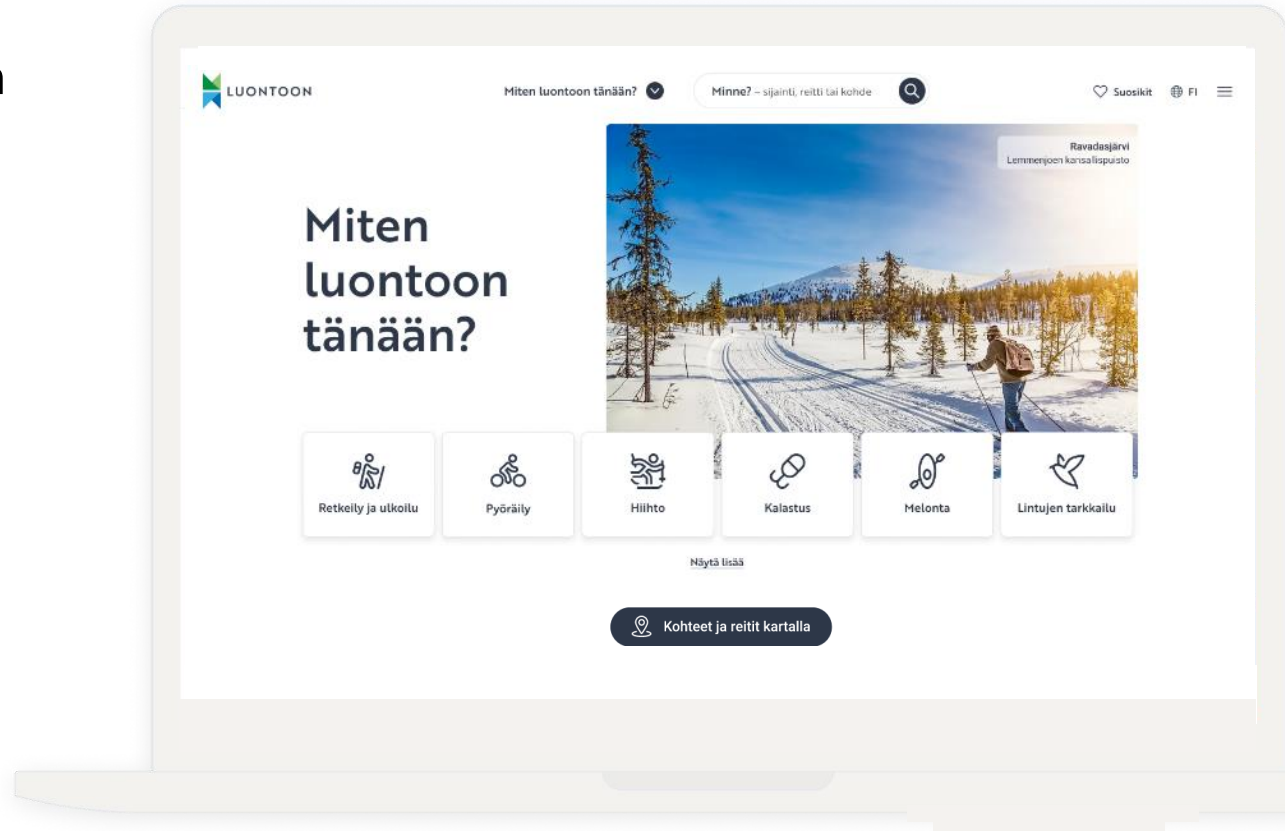 LUONTOON
Miten luontoon tänään?
Minne? – sijainti, reitti tai kohde
Suosikit
FI
Ravadasjärvi
Lemmenjoen kansallispuisto
Miten
luontoon
tänään?
Retkeily ja ulkoilu
Pyöräily
Hiihto
Kalastus
Melonta
Lintujen tarkkailu
Näytä lisää
Kohteet ja reitit kartalla